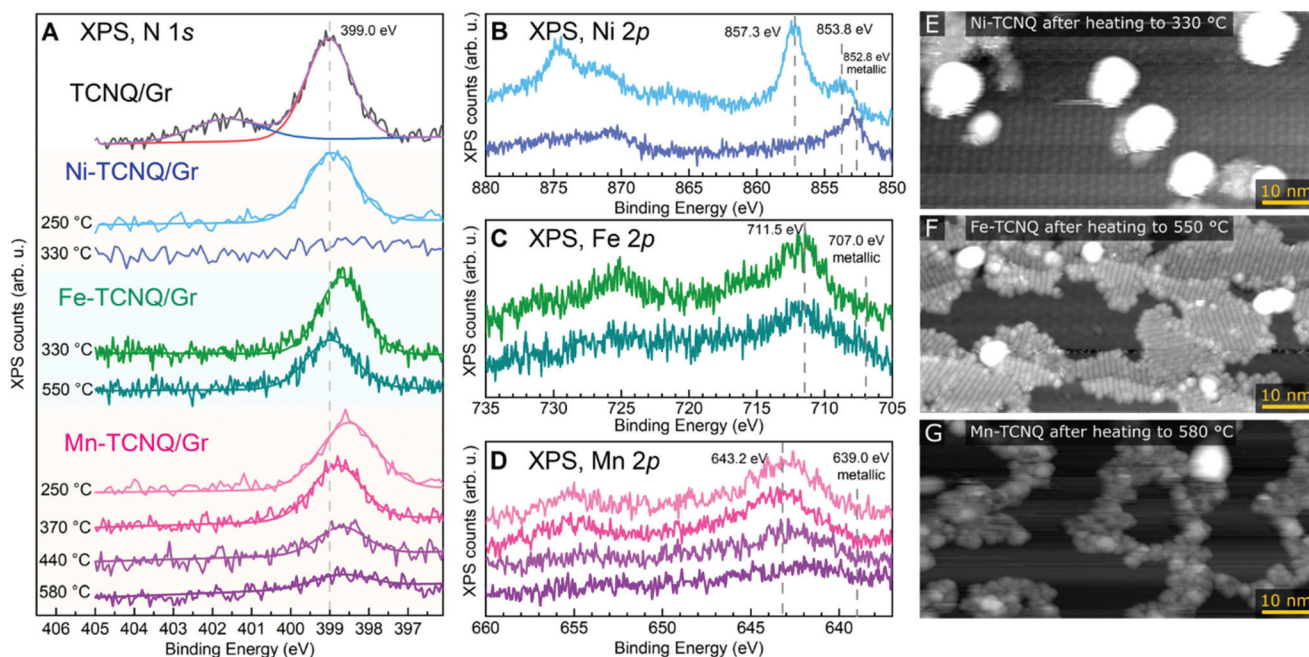 A XPS, N 1s
399.0 eV
TCNQ/Gr
Ni-TCNQ/Gr
250 °C
330 °C
Fe-TCNQ/Gr
330 °C
550 °C
Mn-TCNQ/Gr
250 °C
370 °C
440 °C
580 °C
XPS counts (arb. u.)
406 405 404 403 402 401 400 399 398 397
Binding Energy (eV)
B XPS, Ni 2p
857.3 eV
853.8 eV
852.8 eV
metallic
XPS counts (arb. u.)
880 875 870 865 860 855 850
Binding Energy (eV)
C XPS, Fe 2p
711.5 eV
707.0 eV
metallic
XPS counts (arb. u.)
735 730 725 720 715 710 705
Binding Energy (eV)
D XPS, Mn 2p
643.2 eV
639.0 eV
metallic
XPS counts (arb. u.)
660 655 650 645 640
Binding Energy (eV)
E Ni-TCNQ after heating to 330 °C
10 nm
F Fe-TCNQ after heating to 550 °C
10 nm
G Mn-TCNQ after heating to 580 °C
10 nm